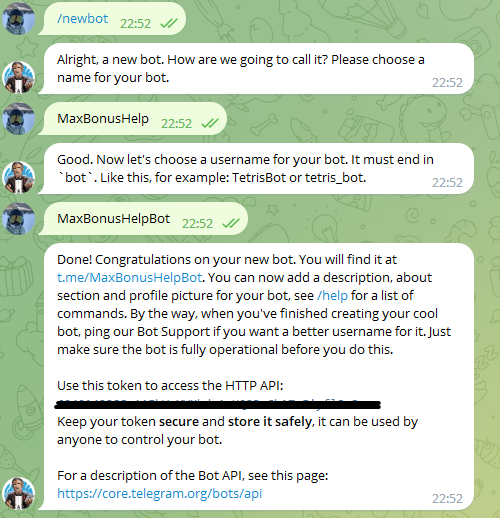 /newbot 22:52
Alright, a new bot. How are we going to call it? Please choose a
name for your bot.
22:52
MaxBonusHelp 22:52
Good. Now let's choose a username for your bot. It must end in
`bot`. Like this, for example: TetrisBot or tetris_bot.
22:52
MaxBonusHelpBot 22:52
Done! Congratulations on your new bot. You will find it at
t.me/MaxBonusHelpBot. You can now add a description, about
section and profile picture for your bot, see /help for a list of
commands. By the way, when you've finished creating your cool
bot, ping our Bot Support if you want a better username for it. Just
make sure the bot is fully operational before you do this.
Use this token to access the HTTP API:
Keep your token secure and store it safely, it can be used by
anyone to control your bot.
For a description of the Bot API, see this page:
https://core.telegram.org/bots/api
22:52